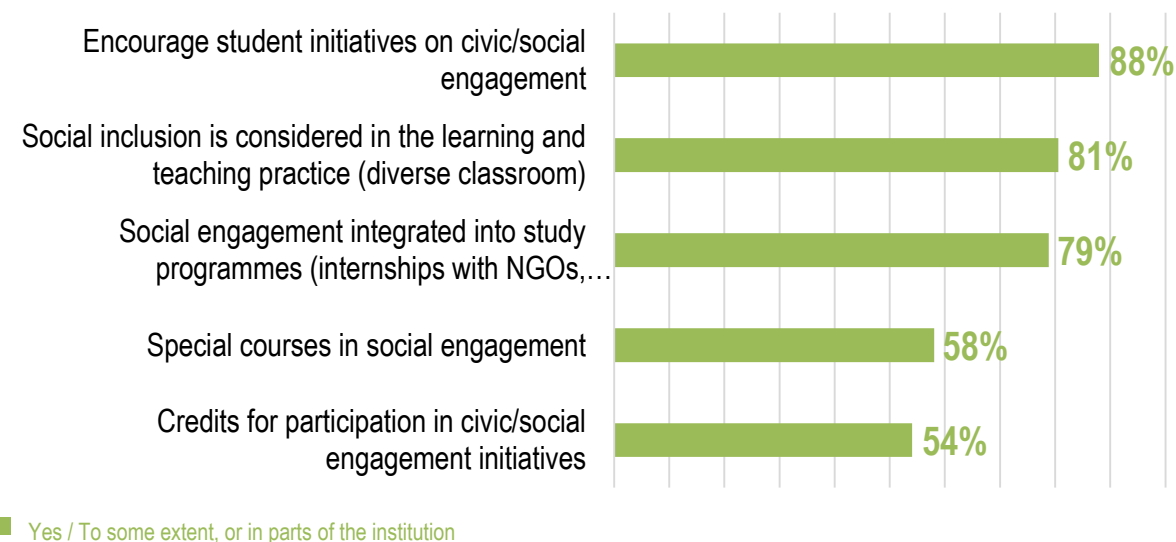 Encourage student initiatives on civic/social
engagement
88%
Social inclusion is considered in the learning and
teaching practice (diverse classroom)
81%
Social engagement integrated into study
programmes (internships with NGOs,…
79%
Special courses in social engagement
58%
Credits for participation in civic/social
engagement initiatives
54%
Yes / To some extent, or in parts of the institution